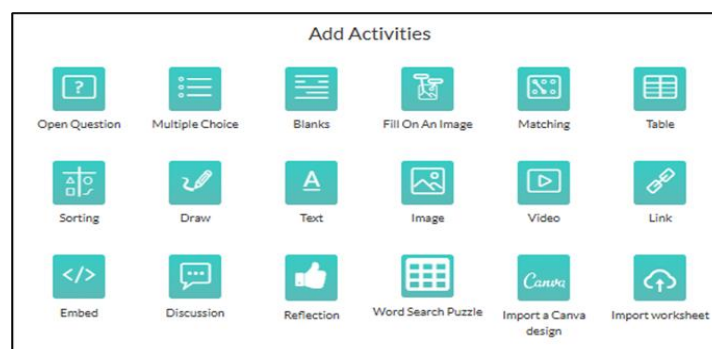 Add Activities
?
Open Question Multiple Choice Blanks Fill On An Image Matching Table
A
Sorting Draw Text Image Video Link
</> Canva
Embed Discussion Reflection Word Search Puzzle Import a Canva Import worksheet
design